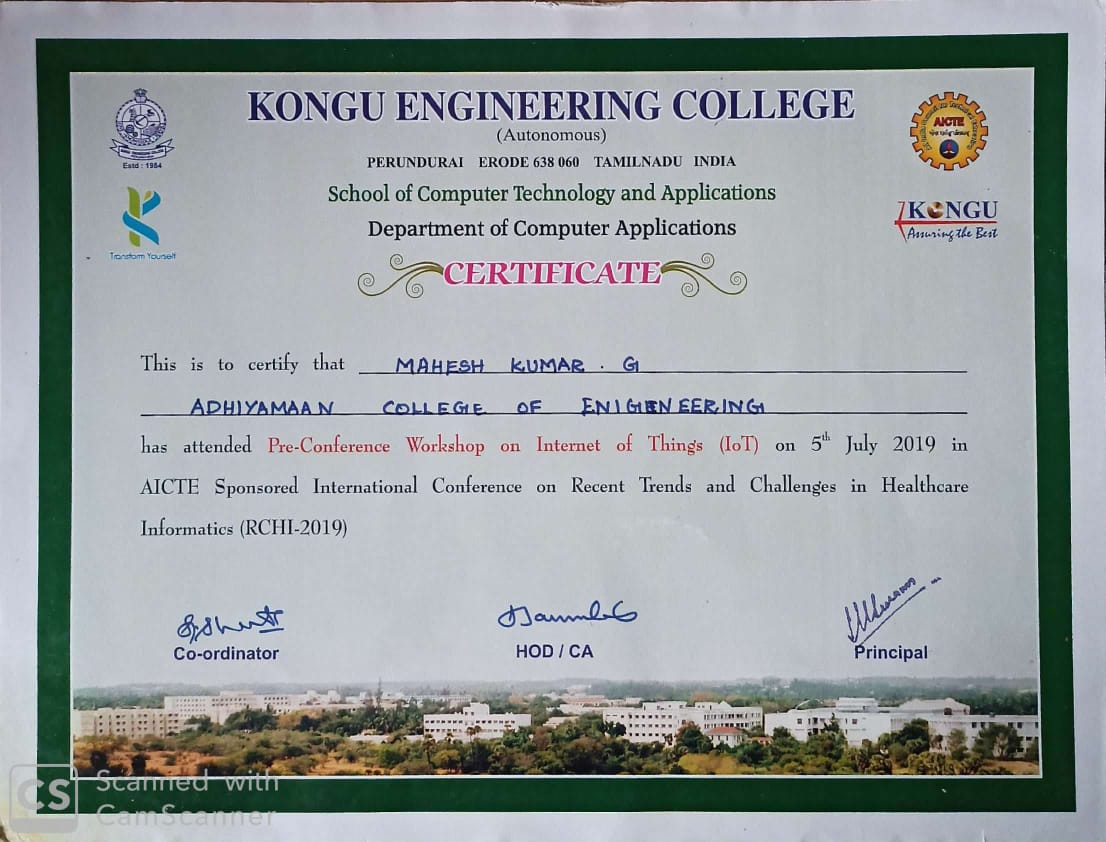 KONGU ENGINEERING COLLEGE
(Autonomous)
PERUNDURAI ERODE 638 060 TAMILNADU INDIA
School of Computer Technology and Applications
Department of Computer Applications
Estd : 1984
Transform Yourself
AICTE
KONGU
Assuring the Best
CERTIFICATE
This is to certify that MAHESH KUMAR . G
ADHIYAMAAN COLLEGE OF ENIGIENEERING
has attended Pre-Conference Workshop on Internet of Things (IoT) on 5th July 2019 in
AICTE Sponsored International Conference on Recent Trends and Challenges in Healthcare
Informatics (RCHI-2019)
Co-ordinator
HOD / CA
Principal
CS Scanned with
CamScanner